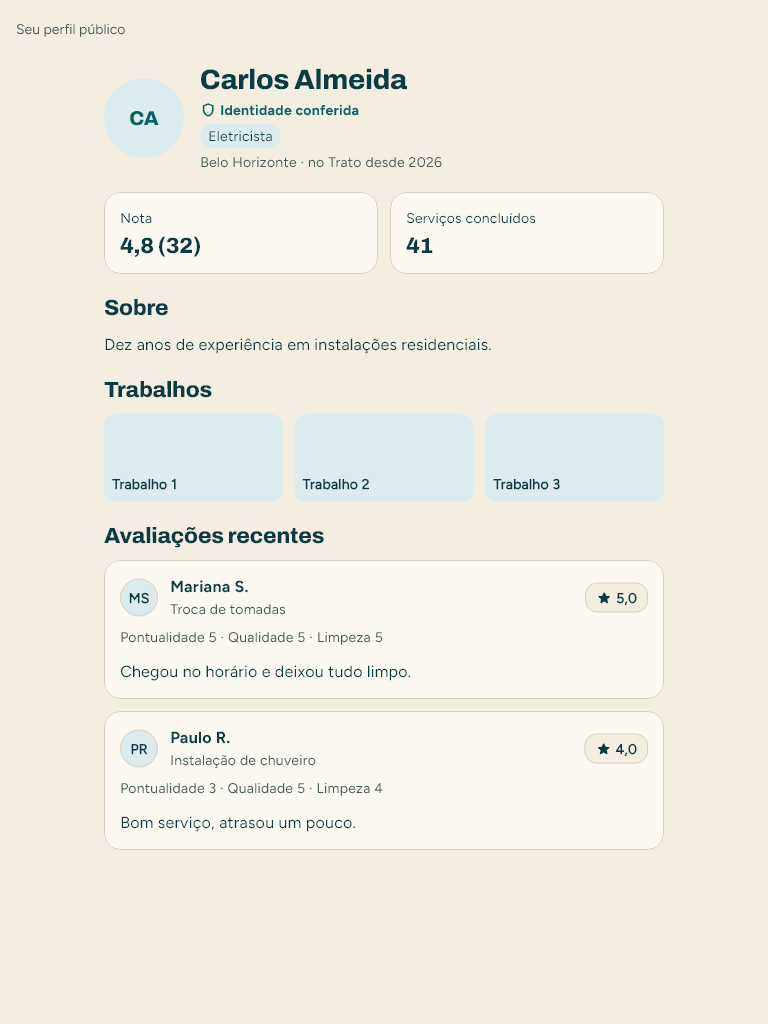 Seu perfil público
CA
Carlos Almeida
Identidade conferida
Eletricista
Belo Horizonte · no Trato desde 2026
Nota
4,8 (32)
Serviços concluídos
41
Sobre
Dez anos de experiência em instalações residenciais.
Trabalhos
Trabalho 1
Trabalho 2
Trabalho 3
Avaliações recentes
MS
Mariana S.
Troca de tomadas
5,0
Pontualidade 5 · Qualidade 5 · Limpeza 5
Chegou no horário e deixou tudo limpo.
PR
Paulo R.
Instalação de chuveiro
4,0
Pontualidade 3 · Qualidade 5 · Limpeza 4
Bom serviço, atrasou um pouco.